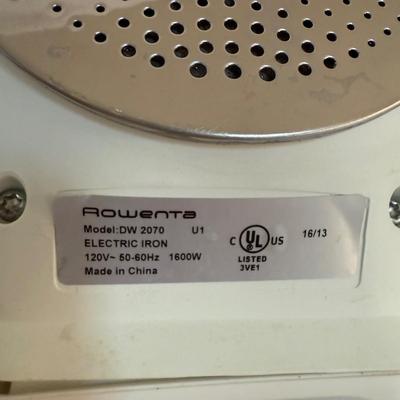 Rowenta
Model:DW 2070 U1
ELECTRIC IRON
120V~ 50-60Hz 1600W
Made in China
C UL US
LISTED
3VE1
16/13